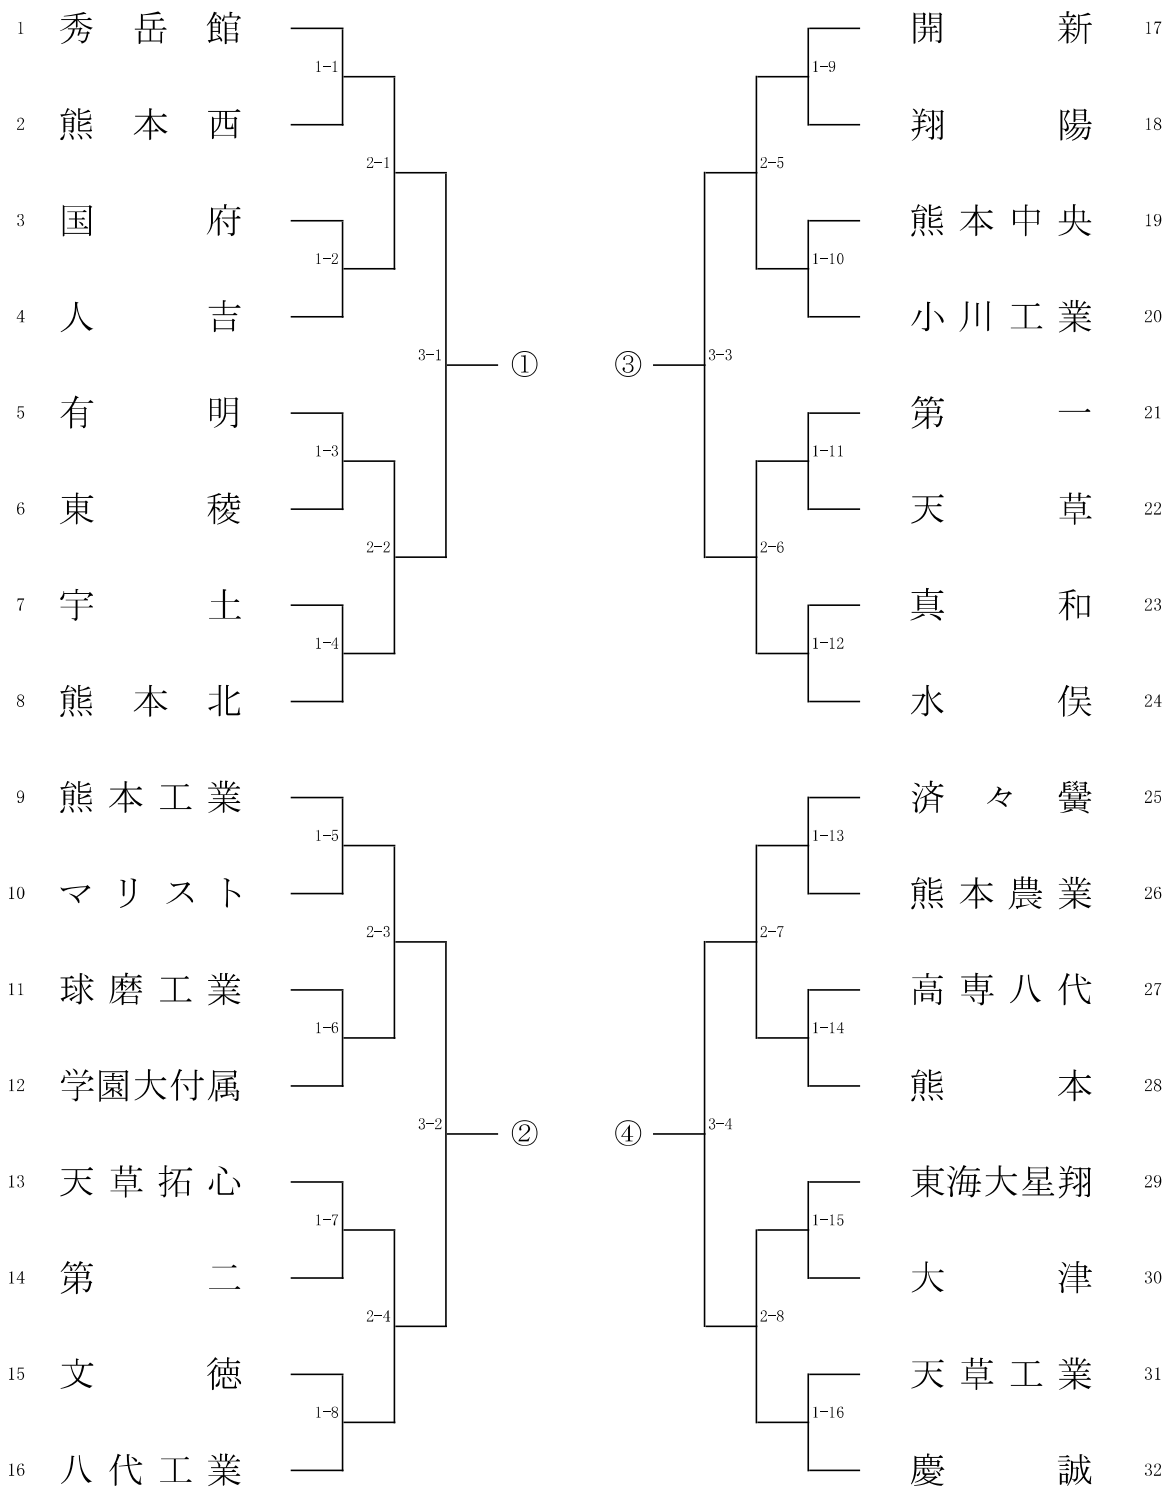 1 秀岳館
1-1
2 熊本西
2-1
3 国府
1-2
4 人吉
3-1 ①
5 有明
1-3
6 東稜
2-2
7 宇土
1-4
8 熊本北
9 熊本工業
1-5
10 マリスト
2-3
11 球磨工業
1-6
12 学園大付属
3-2 ②
13 天草拓心
1-7
14 第二
2-4
15 文徳
1-8
16 八代工業
開新 17
1-9
翔陽 18
2-5
熊本中央 19
1-10
小川工業 20
③ 3-3
第一 21
1-11
天草 22
2-6
真和 23
1-12
水俣 24
済々黌 25
1-13
熊本農業 26
2-7
高専八代 27
1-14
熊本 28
④ 3-4
東海大星翔 29
1-15
大津 30
2-8
天草工業 31
1-16
慶誠 32